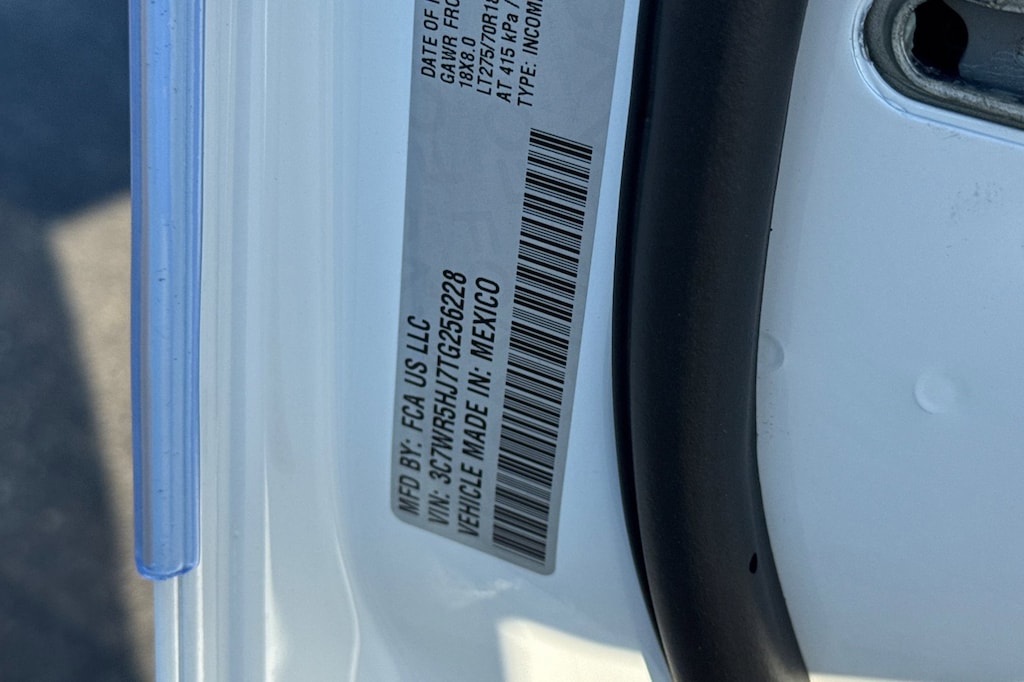 DATE OF
GAWR FRO
18X8.0
LT275/70R18
AT 415 kPa /
TYPE: INCOM
MFD BY: FCA US LLC
VIN: 3C7WR5HJ7TG256228
VEHICLE MADE IN: MEXICO